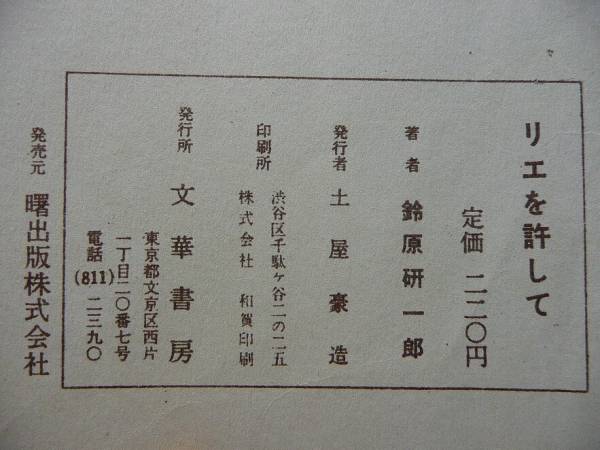 リエを許して
定価 二二〇円
著者 鈴原研一郎
発行者 土屋豪造
渋谷区千駄ヶ谷二の二五
印刷所 株式会社 和賀印刷
発行所 文華書房
東京都文京区西片
一丁目二〇番七号
電話(811)二三九〇
発売元 曙出版株式会社